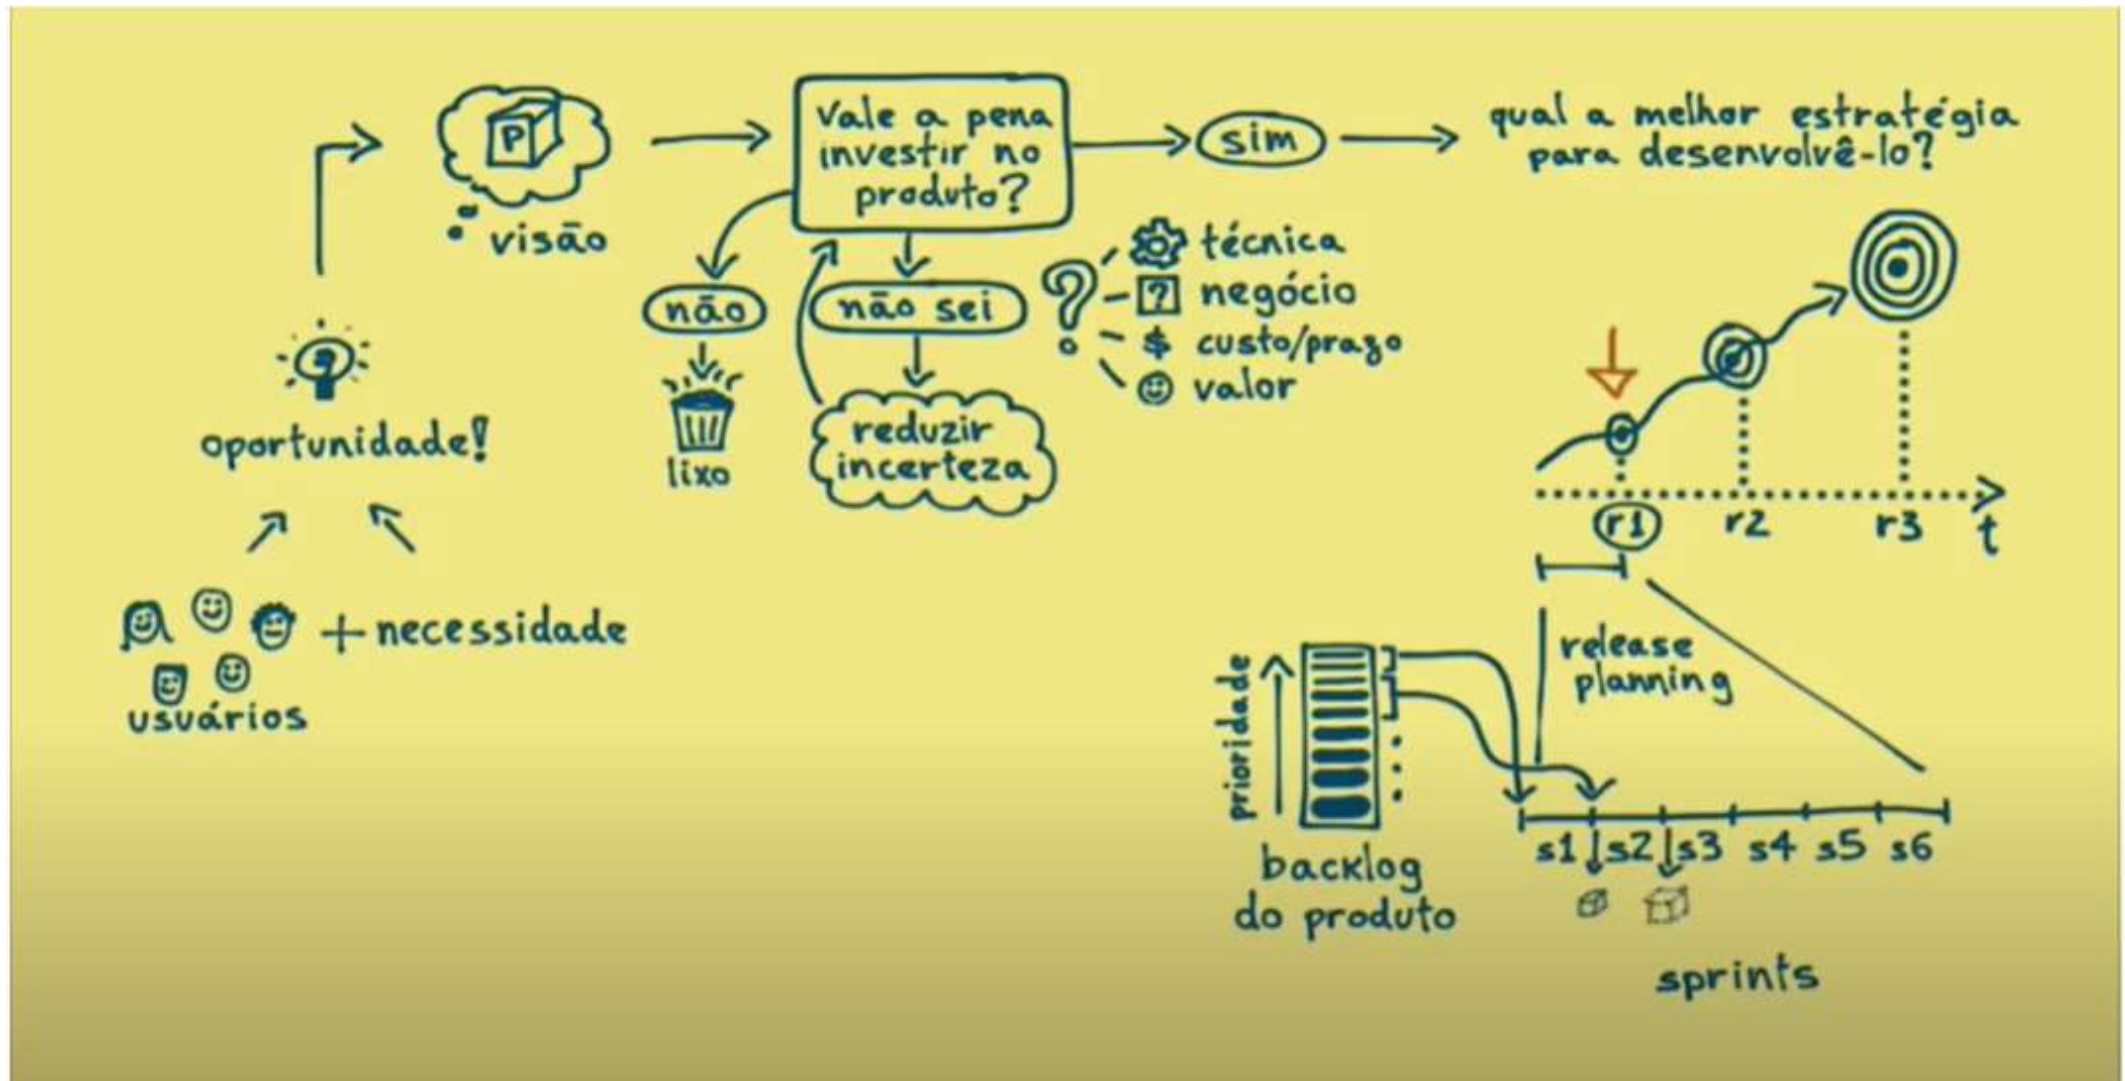 P
visão
Vale a pena
investir no
produto?
sim
qual a melhor estratégia
para desenvolvê-lo?
não
lixo
não sei
reduzir
incerteza
?
técnica
?
negócio
$
custo/prazo
valor
oportunidade!
usuários
+ necessidade
r1
r2
r3
t
release
planning
prioridade
backlog
do produto
s1
s2
s3
s4
s5
s6
sprints